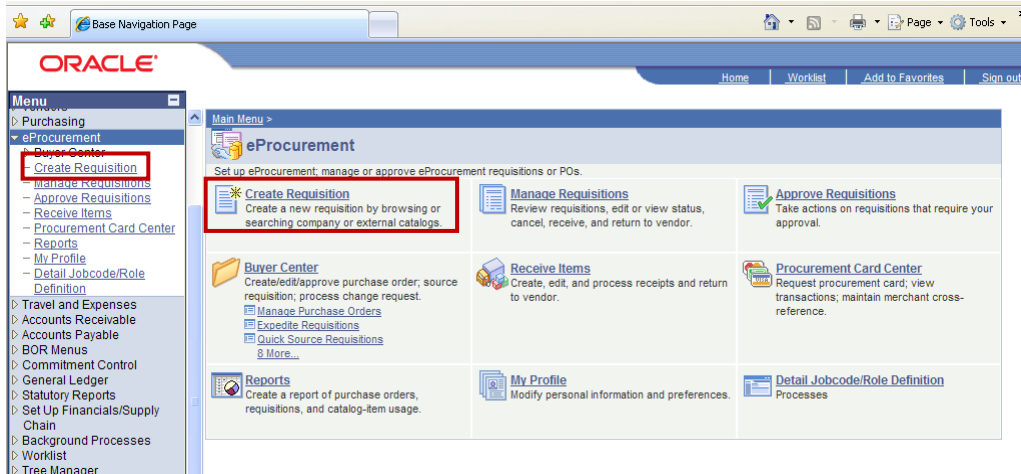 Base Navigation Page
Page
Tools
ORACLE
Home
Worklist
Add to Favorites
Sign out
Menu
Vendors
Purchasing
eProcurement
Buyer Center
Create Requisition
Manage Requisitions
Approve Requisitions
Receive Items
Procurement Card Center
Reports
My Profile
Detail Jobcode/Role
Definition
Travel and Expenses
Accounts Receivable
Accounts Payable
BOR Menus
Commitment Control
General Ledger
Statutory Reports
Set Up Financials/Supply
Chain
Background Processes
Worklist
Tree Manager
Main Menu >
eProcurement
Set up eProcurement; manage or approve eProcurement requisitions or POs.
Create Requisition
Create a new requisition by browsing or
searching company or external catalogs.
Manage Requisitions
Review requisitions, edit or view status,
cancel, receive, and return to vendor.
Approve Requisitions
Take actions on requisitions that require your
approval.
Buyer Center
Create/edit/approve purchase order; source
requisition; process change request.
Manage Purchase Orders
Expedite Requisitions
Quick Source Requisitions
8 More...
Receive Items
Create, edit, and process receipts and return
to vendor.
Procurement Card Center
Request procurement card; view
transactions; maintain merchant cross-
reference.
Reports
Create a report of purchase orders,
requisitions, and catalog-item usage.
My Profile
Modify personal information and preferences.
Detail Jobcode/Role Definition
Processes